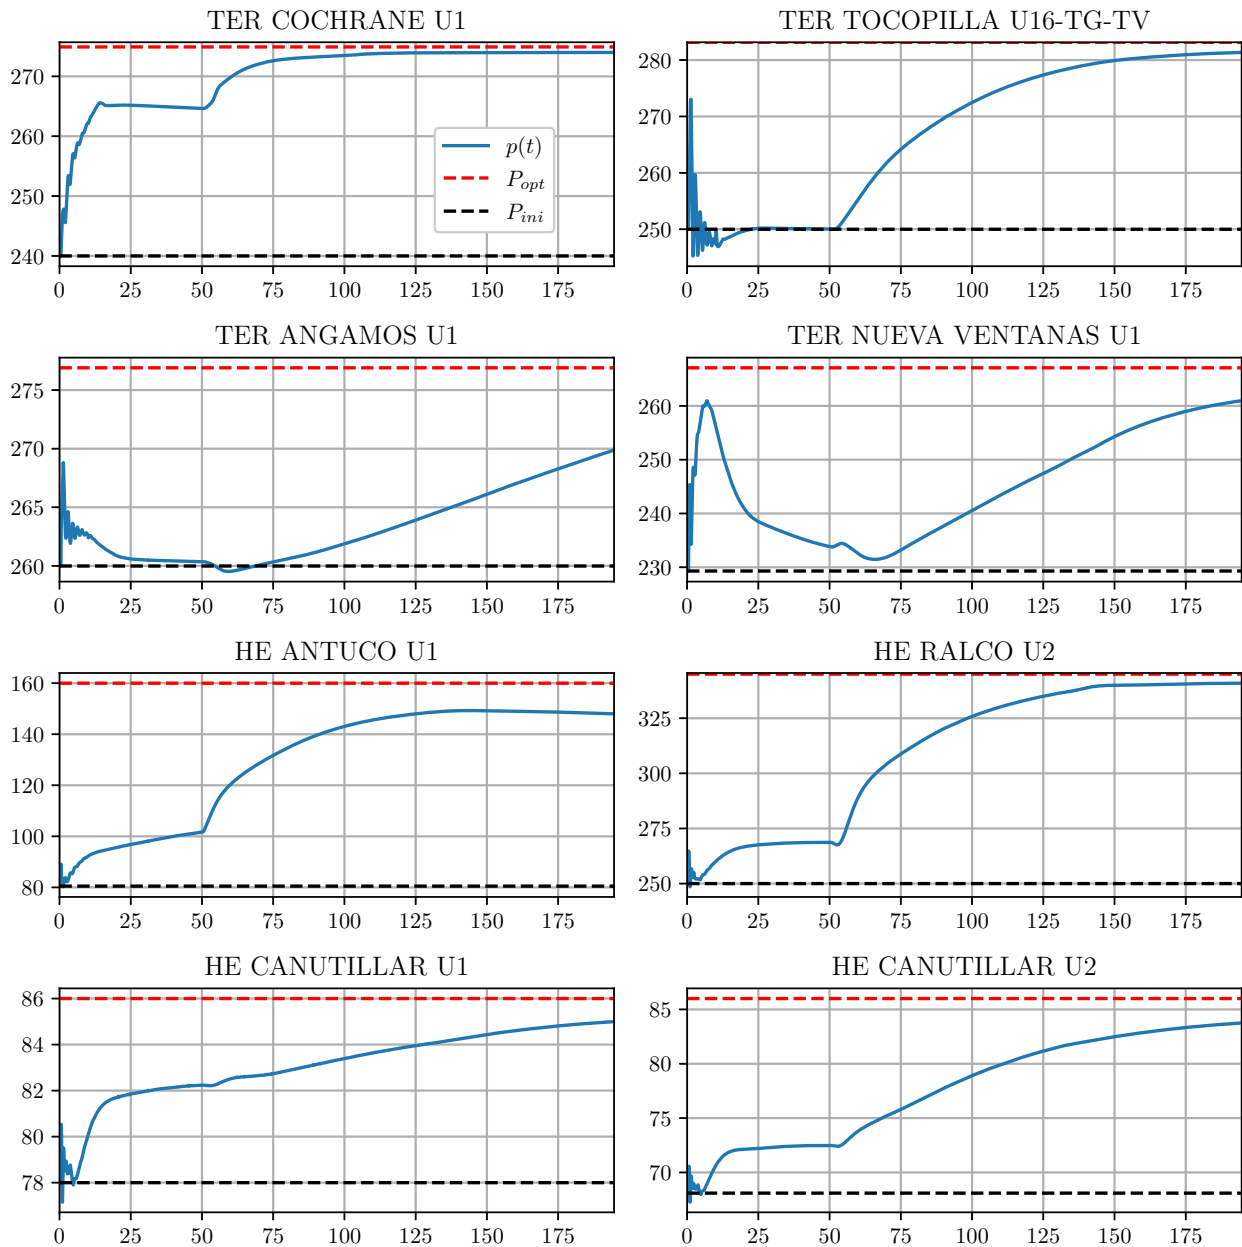 TER COCHRANE U1
270
260
250
240
p(t)
P_opt
P_ini
0 25 50 75 100 125 150 175
TER TOCOPILLA U16-TG-TV
280
270
260
250
0 25 50 75 100 125 150 175
TER ANGAMOS U1
275
270
265
260
0 25 50 75 100 125 150 175
TER NUEVA VENTANAS U1
260
250
240
230
0 25 50 75 100 125 150 175
HE ANTUCO U1
160
140
120
100
80
0 25 50 75 100 125 150 175
HE RALCO U2
325
300
275
250
0 25 50 75 100 125 150 175
HE CANUTILLAR U1
86
84
82
80
78
0 25 50 75 100 125 150 175
HE CANUTILLAR U2
85
80
75
70
0 25 50 75 100 125 150 175